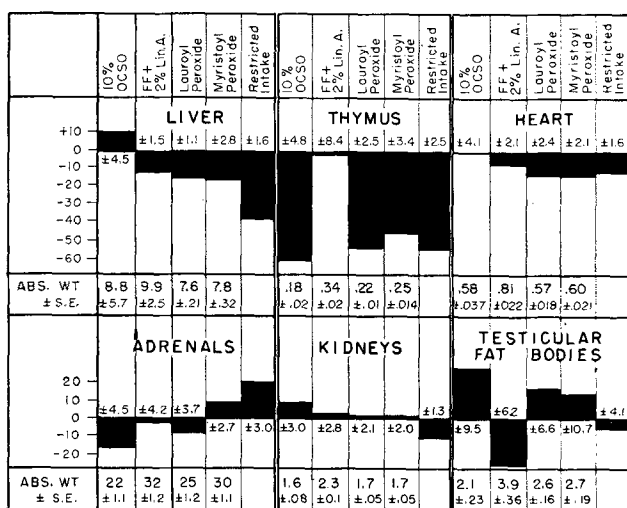 10% OCSO FF+ 2% Lin. A. Lauroyl Peroxide Myristoyl Peroxide Restricted Intake 10% OCSO FF+ 2% Lin. A. Lauroyl Peroxide Myristoyl Peroxide Restricted Intake 10% OCSO FF+ 2% Lin. A. Lauroyl Peroxide Myristoyl Peroxide Restricted Intake
LIVER THYMUS HEART
+10 ±1.5 ±1.1 ±2.8 ±1.6 ±4.8 ±8.4 ±2.5 ±3.4 ±2.5 ±4.1 ±2.1 ±2.4 ±2.1 ±1.6
0 ±4.5
-10
-20
-30
-40
-50
-60
ABS. WT 8.8 9.9 7.6 7.8 .18 .34 .22 .25 .58 .81 .57 .60
± S.E. ±5.7 ±2.5 ±.21 ±.32 ±.02 ±.02 ±.01 ±.014 ±.037 ±022 ±018 ±.021
ADRENALS KIDNEYS TESTICULAR
FAT BODIES
20
10 ±4.5 ±4.2 ±3.7 ±1.3 ±6.2 ±4.1
0 ±2.7 ±3.0 ±3.0 ±2.8 ±2.1 ±2.0 ±9.5 ±6.6 ±10.7
-10
-20
ABS. WT 22 32 25 30 1.6 2.3 1.7 1.7 2.1 3.9 2.6 2.7
± S.E. ±1.1 ±1.2 ±1.2 ±1.1 ±.08 ±0.1 ±.05 ±.05 ±.23 ±.36 ±.16 ±.19